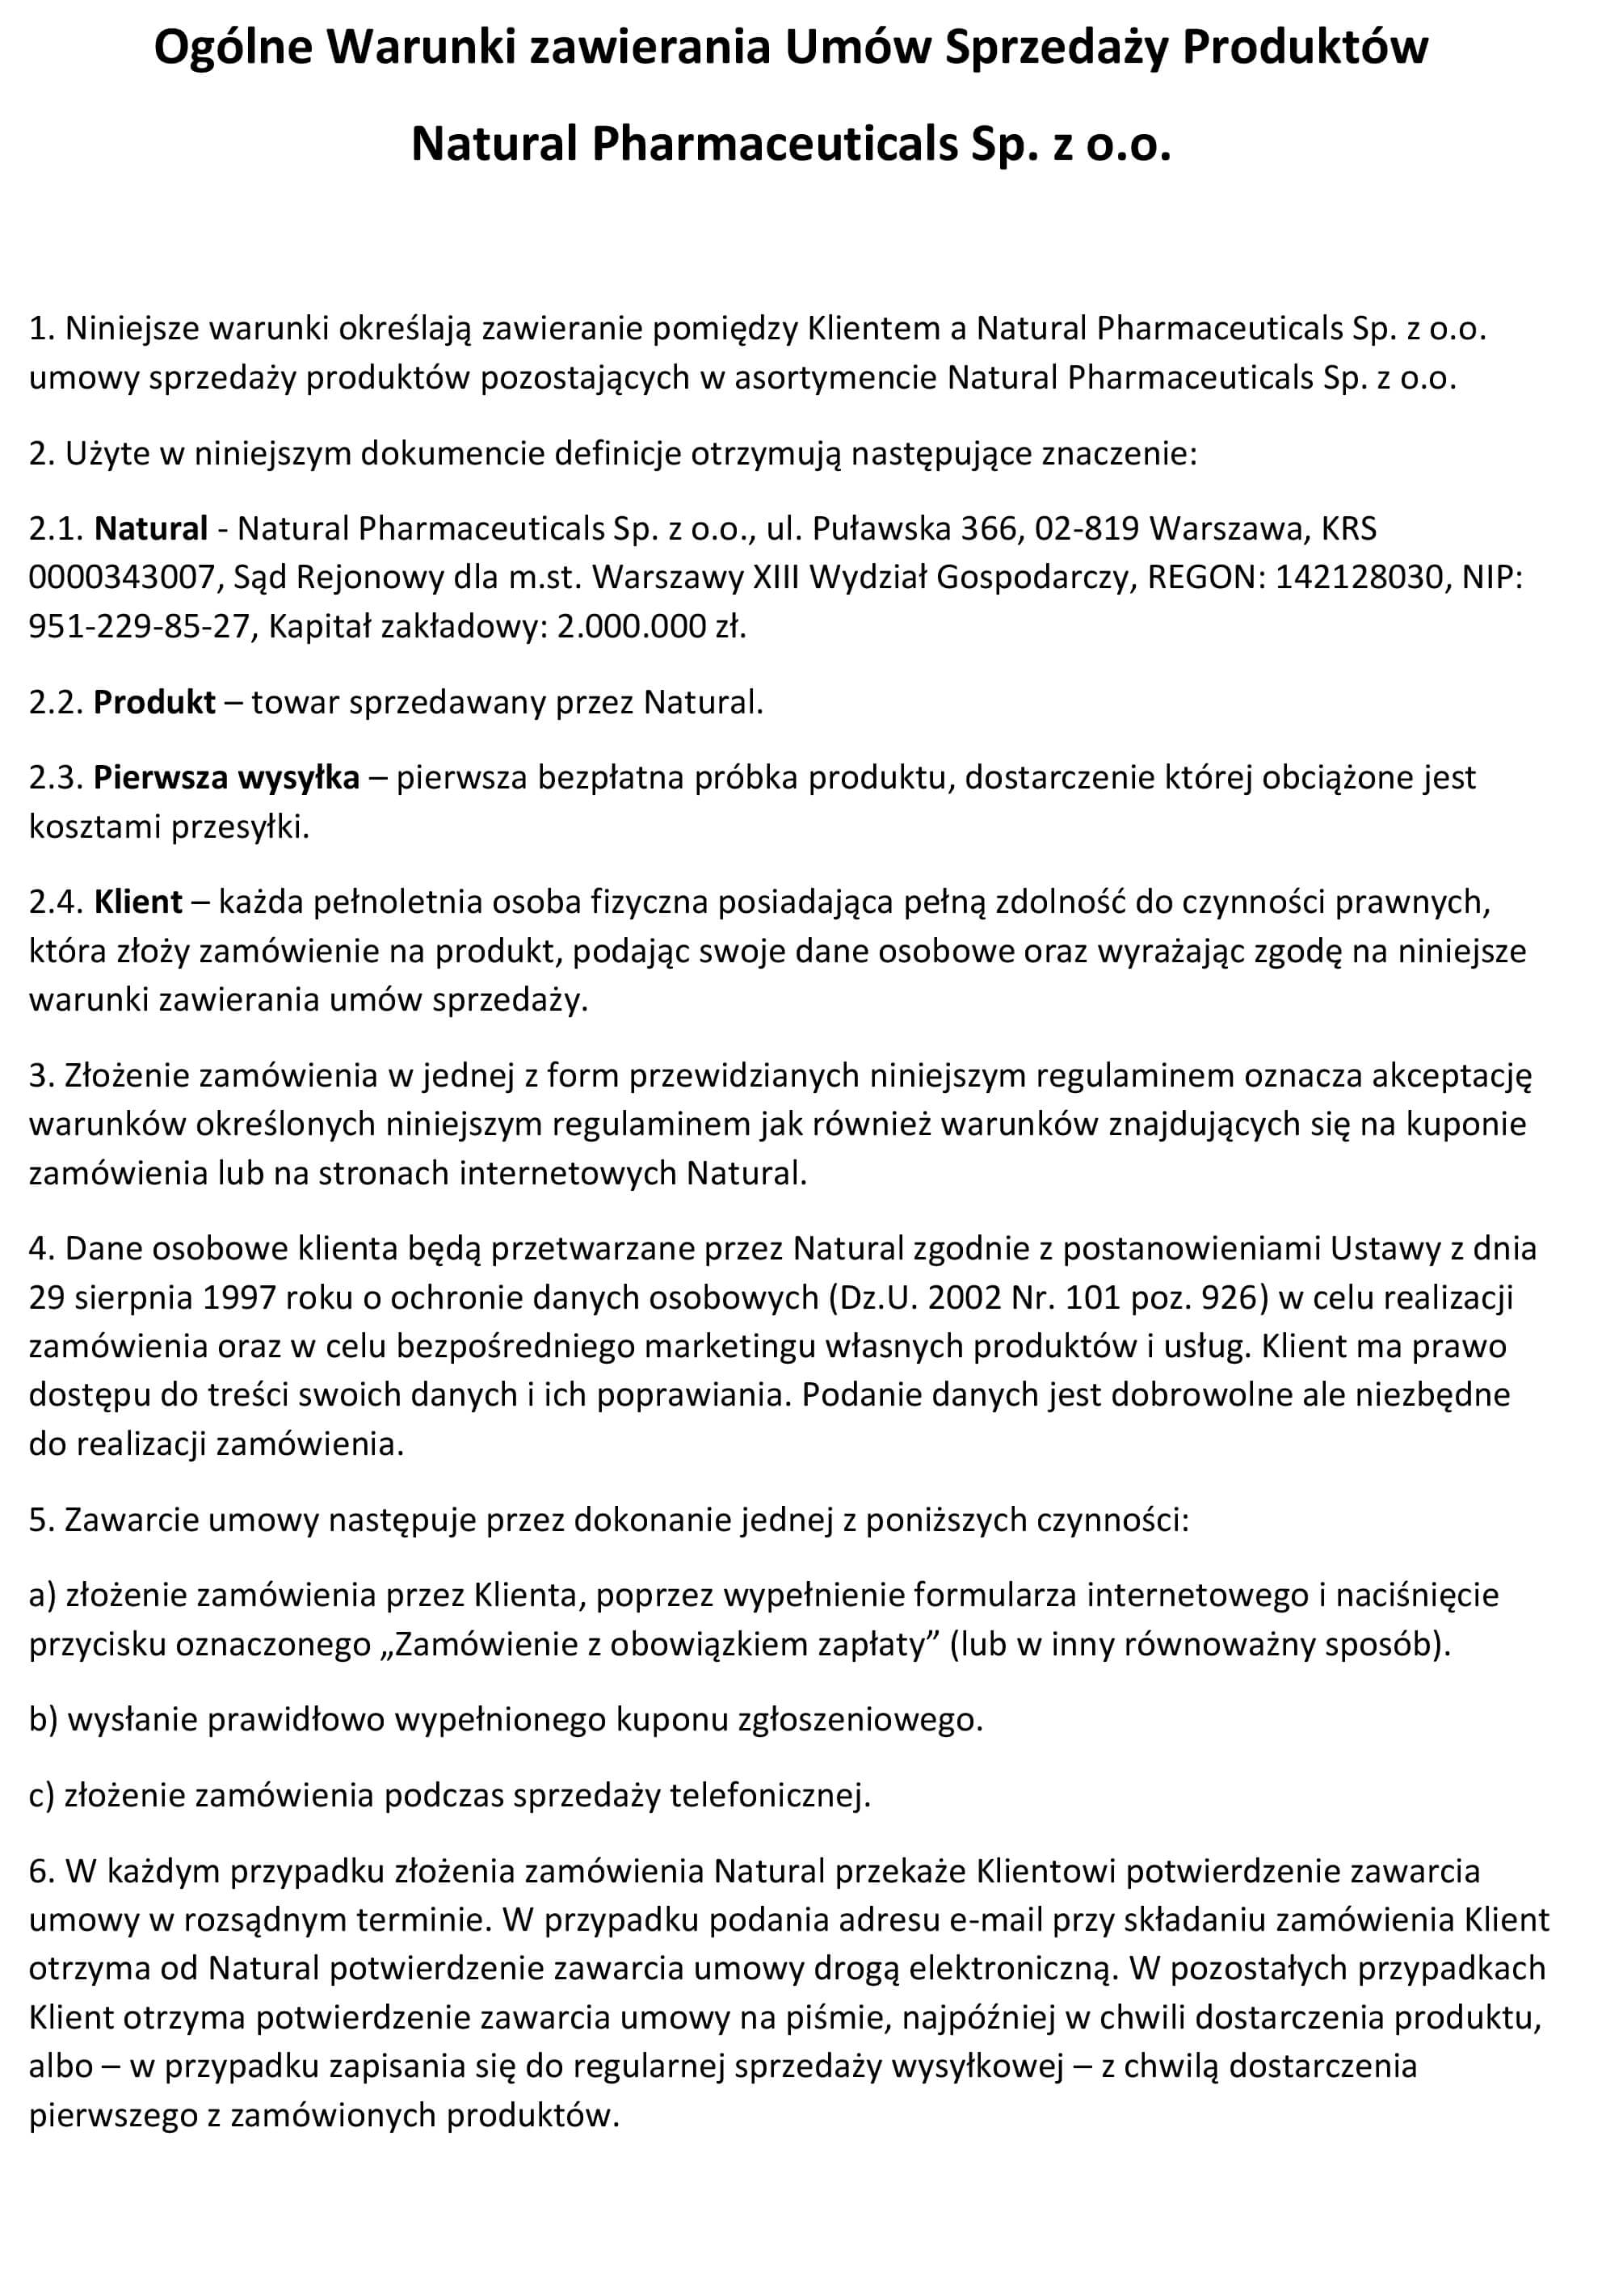 Ogólne Warunki zawierania Umów Sprzedaży Produktów
Natural Pharmaceuticals Sp. z o.o.
1. Niniejsze warunki określają zawieranie pomiędzy Klientem a Natural Pharmaceuticals Sp. z o.o.
umowy sprzedaży produktów pozostających w asortymencie Natural Pharmaceuticals Sp. z o.o.
2. Użyte w niniejszym dokumencie definicje otrzymują następujące znaczenie:
2.1. Natural - Natural Pharmaceuticals Sp. z o.o., ul. Puławska 366, 02-819 Warszawa, KRS
0000343007, Sąd Rejonowy dla m.st. Warszawy XIII Wydział Gospodarczy, REGON: 142128030, NIP:
951-229-85-27, Kapitał zakładowy: 2.000.000 zł.
2.2. Produkt – towar sprzedawany przez Natural.
2.3. Pierwsza wysyłka – pierwsza bezpłatna próbka produktu, dostarczenie której obciążone jest
kosztami przesyłki.
2.4. Klient – każda pełnoletnia osoba fizyczna posiadająca pełną zdolność do czynności prawnych,
która złoży zamówienie na produkt, podając swoje dane osobowe oraz wyrażając zgodę na niniejsze
warunki zawierania umów sprzedaży.
3. Złożenie zamówienia w jednej z form przewidzianych niniejszym regulaminem oznacza akceptację
warunków określonych niniejszym regulaminem jak również warunków znajdujących się na kuponie
zamówienia lub na stronach internetowych Natural.
4. Dane osobowe klienta będą przetwarzane przez Natural zgodnie z postanowieniami Ustawy z dnia
29 sierpnia 1997 roku o ochronie danych osobowych (Dz.U. 2002 Nr. 101 poz. 926) w celu realizacji
zamówienia oraz w celu bezpośredniego marketingu własnych produktów i usług. Klient ma prawo
dostępu do treści swoich danych i ich poprawiania. Podanie danych jest dobrowolne ale niezbędne
do realizacji zamówienia.
5. Zawarcie umowy następuje przez dokonanie jednej z poniższych czynności:
a) złożenie zamówienia przez Klienta, poprzez wypełnienie formularza internetowego i naciśnięcie
przycisku oznaczonego „Zamówienie z obowiązkiem zapłaty” (lub w inny równoważny sposób).
b) wysłanie prawidłowo wypełnionego kuponu zgłoszeniowego.
c) złożenie zamówienia podczas sprzedaży telefonicznej.
6. W każdym przypadku złożenia zamówienia Natural przekaże Klientowi potwierdzenie zawarcia
umowy w rozsądnym terminie. W przypadku podania adresu e-mail przy składaniu zamówienia Klient
otrzyma od Natural potwierdzenie zawarcia umowy drogą elektroniczną. W pozostałych przypadkach
Klient otrzyma potwierdzenie zawarcia umowy na piśmie, najpóźniej w chwili dostarczenia produktu,
albo – w przypadku zapisania się do regularnej sprzedaży wysyłkowej – z chwilą dostarczenia
pierwszego z zamówionych produktów.